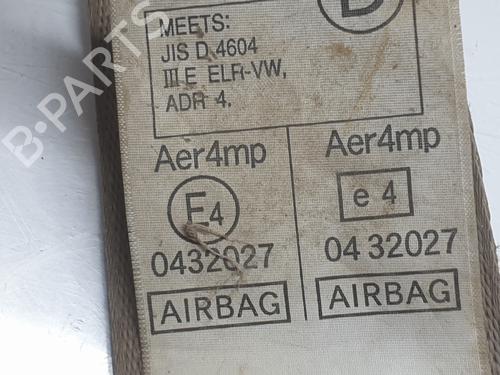 MEETS:
JIS D 4604
III E ELR-VW,
ADR 4.
Aer4mp Aer4mp
E4 e 4
0432027 04 32027
AIRBAG AIRBAG
B-PARTS